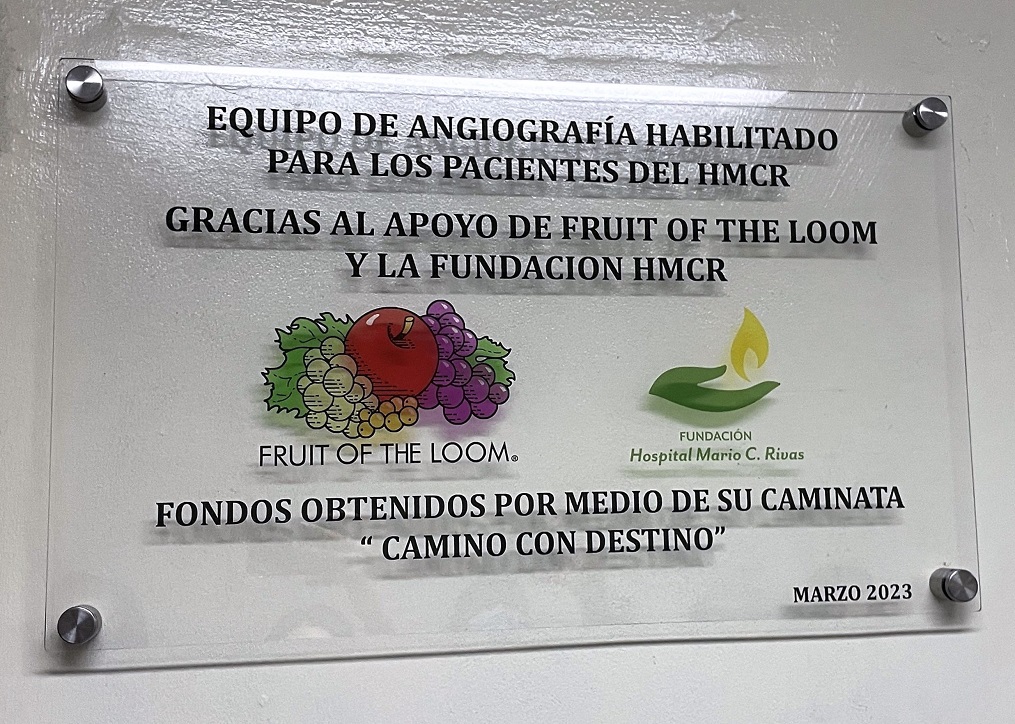 EQUIPO DE ANGIOGRAFÍA HABILITADO
PARA LOS PACIENTES DEL HMCR
GRACIAS AL APOYO DE FRUIT OF THE LOOM
Y LA FUNDACION HMCR
FRUIT OF THE LOOM®
FUNDACIÓN
Hospital Mario C. Rivas
FONDOS OBTENIDOS POR MEDIO DE SU CAMINATA
“ CAMINO CON DESTINO”
MARZO 2023